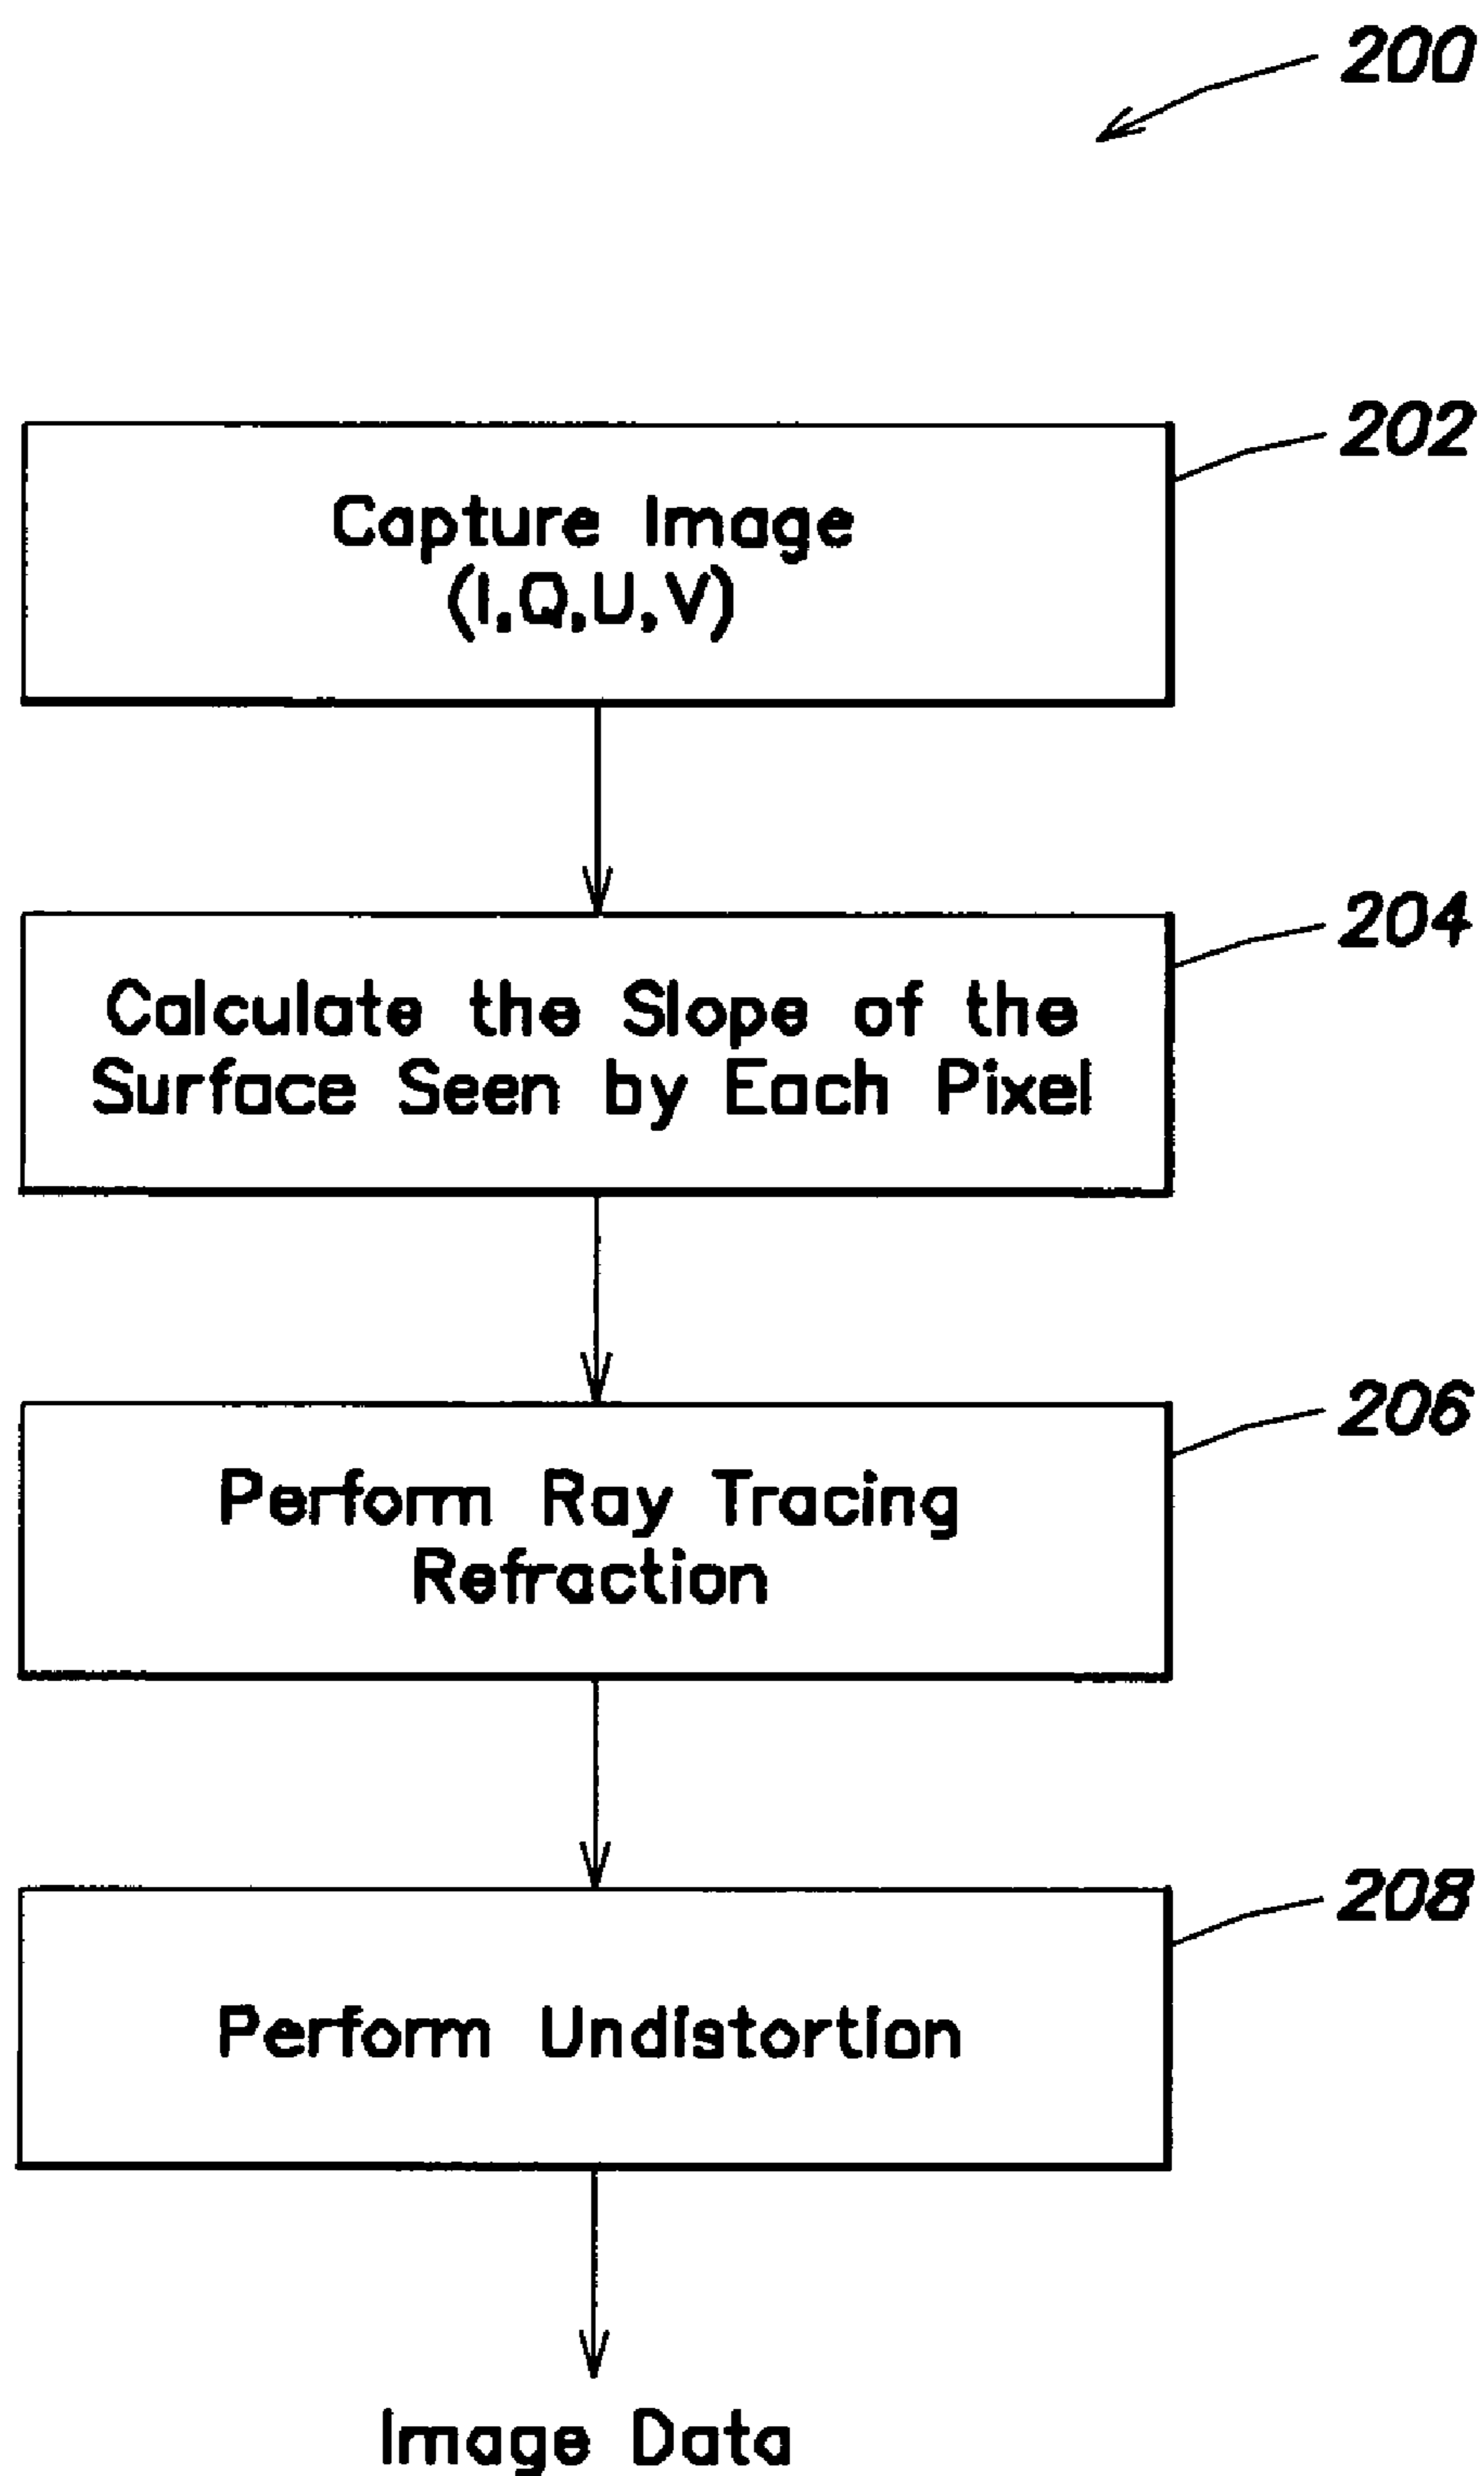 200
202
Capture Image
(I,Q,U,V)
204
Calculate the Slope of the
Surface Seen by Each Pixel
206
Perform Ray Tracing
Refraction
208
Perform Undistortion
Image Data